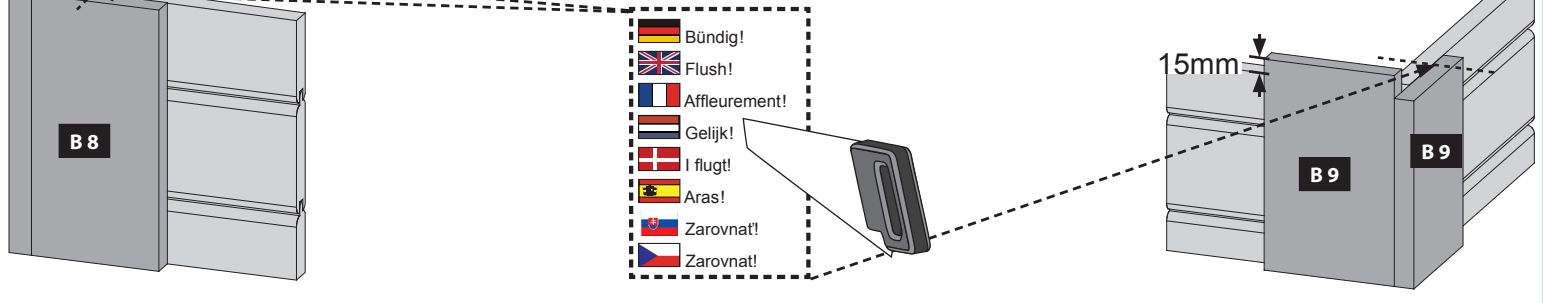 B 8
Bündig!
Flush!
Affleurement!
Gelijk!
I flugt!
Aras!
Zarovnať!
Zarovnat!
15mm
B 9
B 9